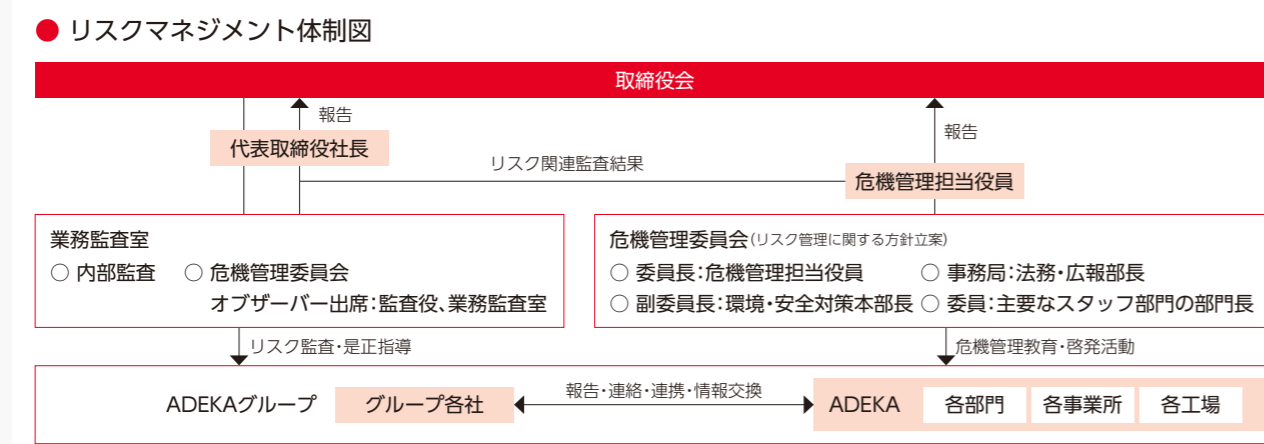 ● リスクマネジメント体制図
取締役会
報告
報告
代表取締役社長
リスク関連監査結果
危機管理担当役員
業務監査室
○ 内部監査 ○ 危機管理委員会
オブザーバー出席:監査役、業務監査室
危機管理委員会(リスク管理に関する方針立案)
○ 委員長:危機管理担当役員 ○ 事務局:法務・広報部長
○ 副委員長:環境・安全対策本部長 ○ 委員:主要なスタッフ部門の部門長
リスク監査・是正指導
危機管理教育・啓発活動
ADEKAグループ グループ各社 報告・連絡・連携・情報交換 ADEKA 各部門 各事業所 各工場